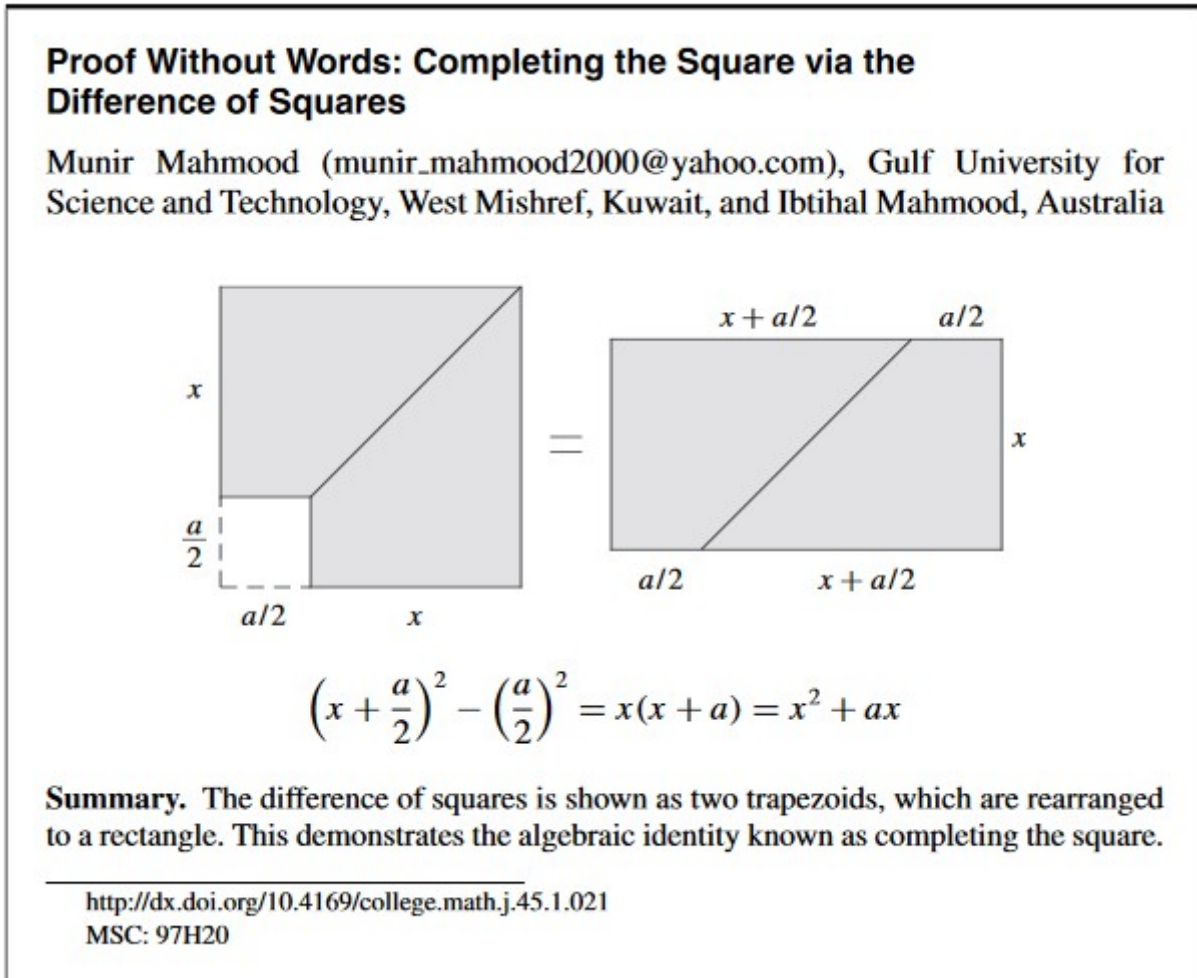 Proof Without Words: Completing the Square via the
Difference of Squares
Munir Mahmood (munir_mahmood2000@yahoo.com), Gulf University for
Science and Technology, West Mishref, Kuwait, and Ibtihal Mahmood, Australia
x
a/2
a/2
x
=
x + a/2
a/2
x
a/2
x + a/2
(x + a/2)² − (a/2)² = x(x + a) = x² + ax
Summary. The difference of squares is shown as two trapezoids, which are rearranged
to a rectangle. This demonstrates the algebraic identity known as completing the square.
http://dx.doi.org/10.4169/college.math.j.45.1.021
MSC: 97H20